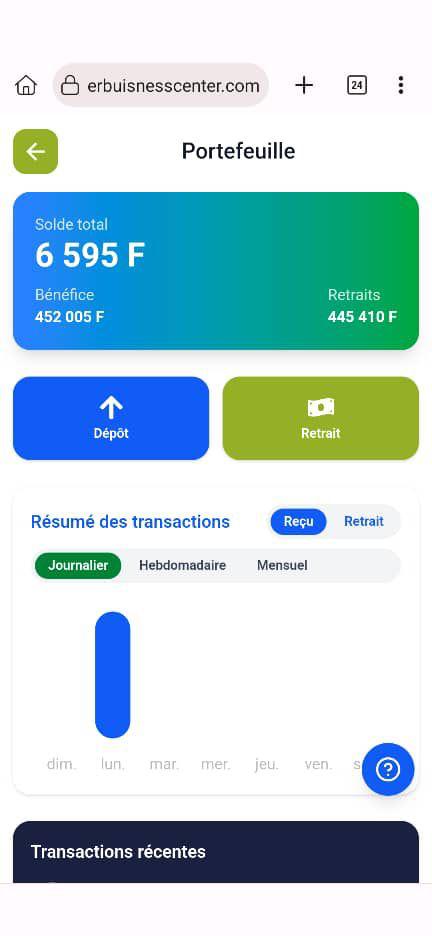 erbuisnesscenter.com
24
Portefeuille
Solde total
6 595 F
Bénéfice
Retraits
452 005 F
445 410 F
Dépôt
Retrait
Résumé des transactions
Reçu
Retrait
Journalier
Hebdomadaire
Mensuel
dim.
lun.
mar.
mer.
jeu.
ven.
Transactions récentes